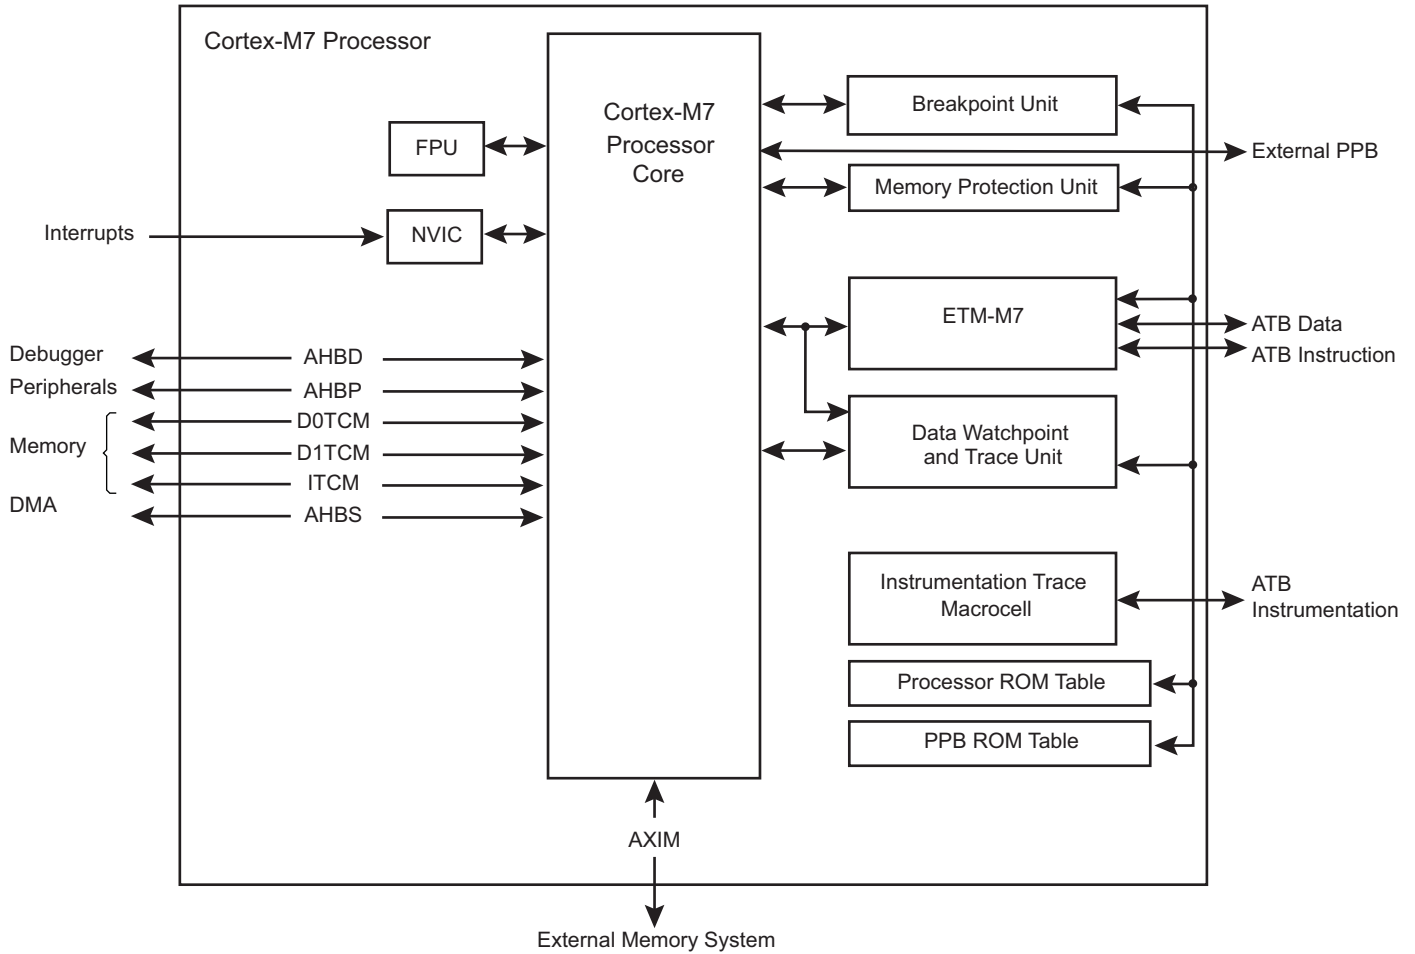 Cortex-M7 Processor
Cortex-M7
Processor
Core
FPU
NVIC
Interrupts
Debugger
Peripherals
Memory
DMA
AHBD
AHBP
D0TCM
D1TCM
ITCM
AHBS
Breakpoint Unit
External PPB
Memory Protection Unit
ETM-M7
ATB Data
ATB Instruction
Data Watchpoint
and Trace Unit
Instrumentation Trace
Macrocell
ATB
Instrumentation
Processor ROM Table
PPB ROM Table
AXIM
External Memory System